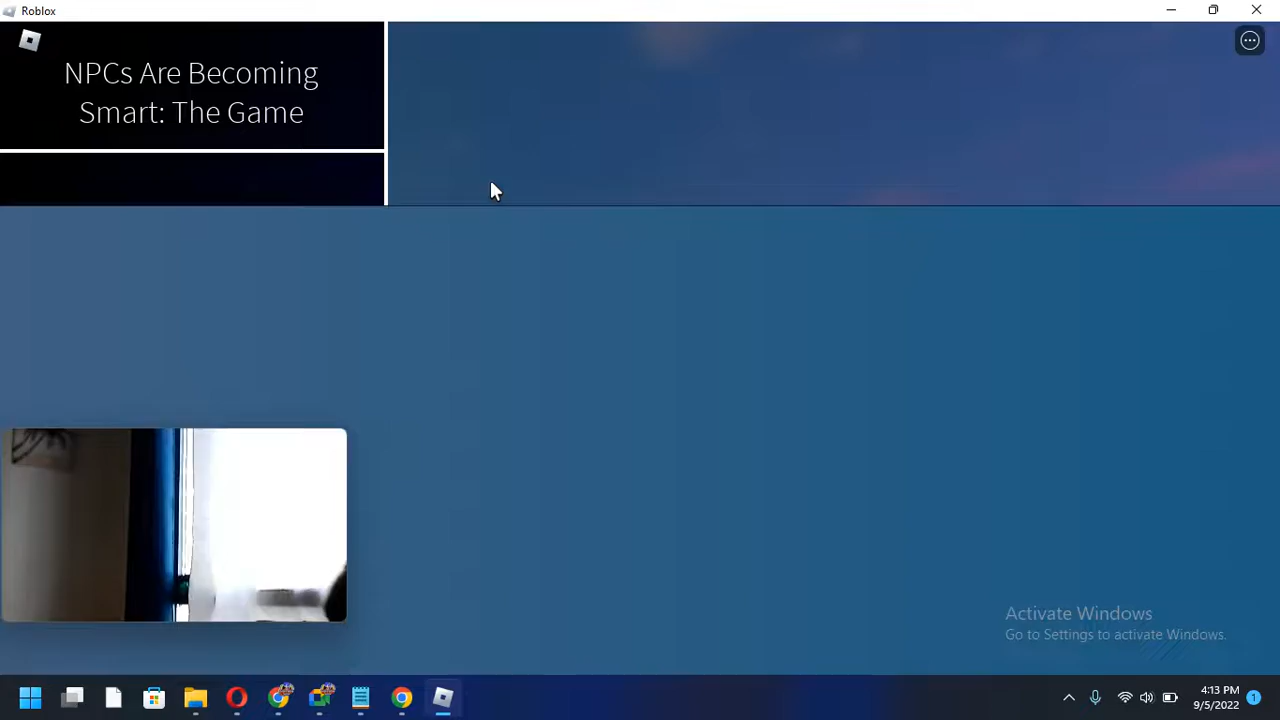 Roblox
NPCs Are Becoming
Smart: The Game
Activate Windows
Go to Settings to activate Windows.
4:13 PM
9/5/2022
1